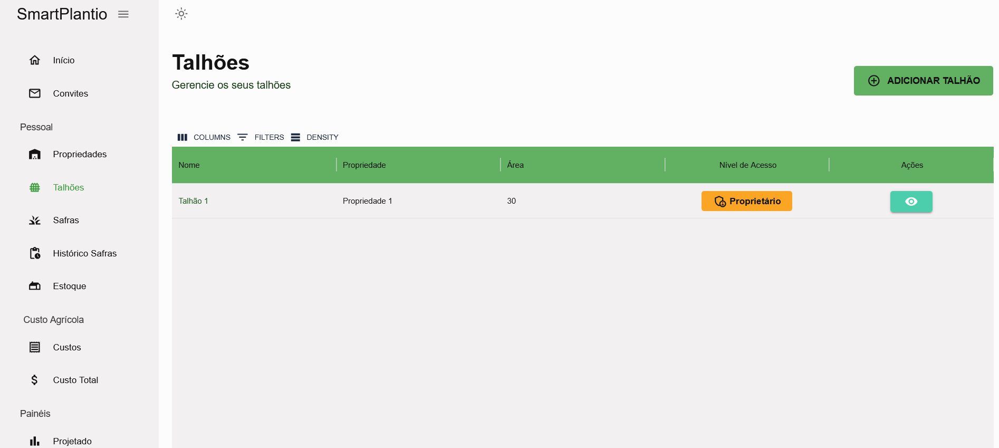 SmartPlantio
Início
Convites
Pessoal
Propriedades
Talhões
Safras
Histórico Safras
Estoque
Custo Agrícola
Custos
Custo Total
Painéis
Projetado
Talhões
Gerencie os seus talhões
ADICIONAR TALHÃO
COLUMNS FILTERS DENSITY
Nome Propriedade Área Nível de Acesso Ações
Talhão 1 Propriedade 1 30 Proprietário